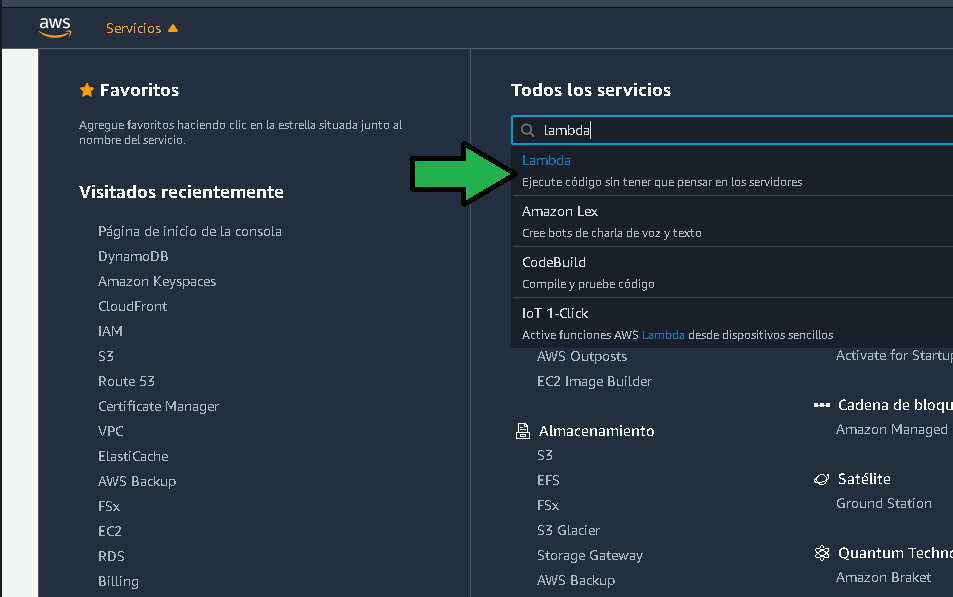 aws
Servicios
Favoritos
Agregue favoritos haciendo clic en la estrella situada junto al
nombre del servicio.
Visitados recientemente
Página de inicio de la consola
DynamoDB
Amazon Keyspaces
CloudFront
IAM
S3
Route 53
Certificate Manager
VPC
ElastiCache
AWS Backup
FSx
EC2
RDS
Billing
Todos los servicios
lambda
Lambda
Ejecute código sin tener que pensar en los servidores
Amazon Lex
Cree bots de charla de voz y texto
CodeBuild
Compile y pruebe código
IoT 1-Click
Active funciones AWS Lambda desde dispositivos sencillos
AWS Outposts
EC2 Image Builder
Almacenamiento
S3
EFS
FSx
S3 Glacier
Storage Gateway
AWS Backup
Activate for Startup
Cadena de bloqu
Amazon Managed
Satélite
Ground Station
Quantum Techno
Amazon Braket